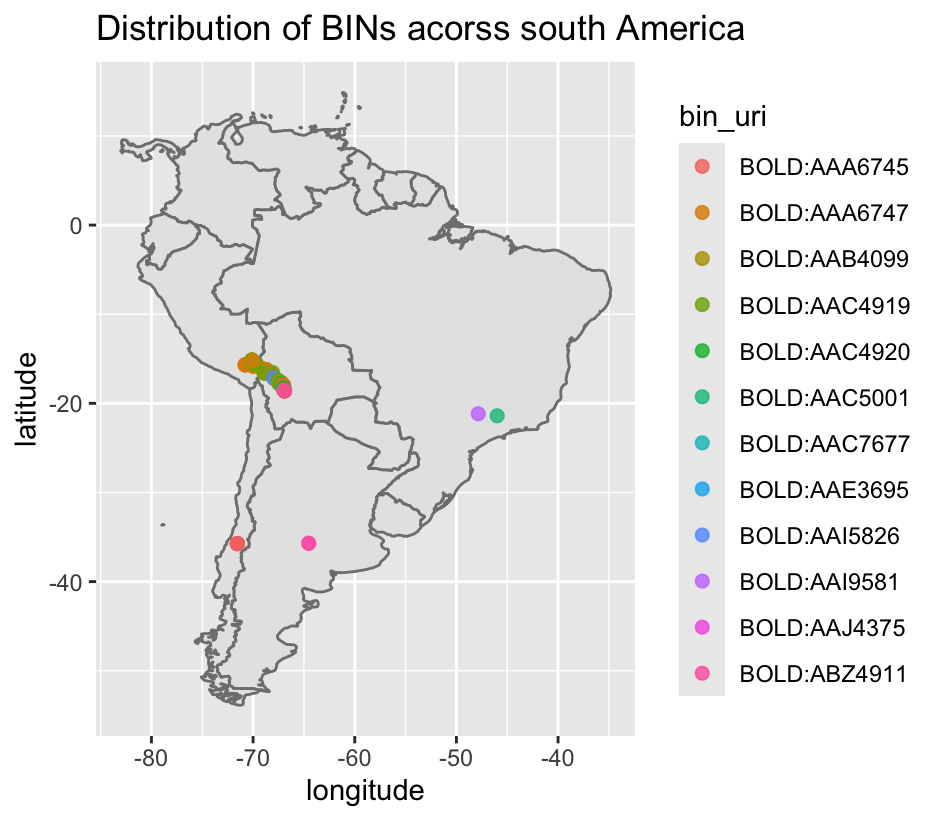 Distribution of BINs acorss south America
bin_uri
BOLD:AAA6745
BOLD:AAA6747
BOLD:AAB4099
BOLD:AAC4919
BOLD:AAC4920
BOLD:AAC5001
BOLD:AAC7677
BOLD:AAE3695
BOLD:AAI5826
BOLD:AAI9581
BOLD:AAJ4375
BOLD:ABZ4911
latitude
0
-20
-40
-80
-70
-60
-50
-40
longitude